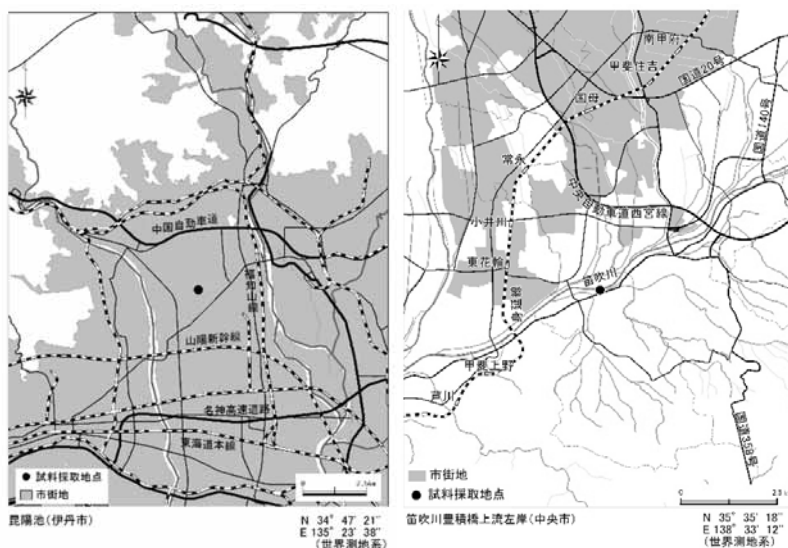 中国自動車道
福知山線
山陽新幹線
名神高速道路
東海道本線
● 試料採取地点
市街地
0
昆陽池(伊丹市)
N 34° 47' 21"
E 135° 23' 38"
(世界測地系)
南甲府
甲斐住吉
国道20号
国母
国道140号
常永
中央自動車道西宮線
小井川
東花輪
笛吹川
身延線
甲斐上野
芦川
国道358号
市街地
● 試料採取地点
0
笛吹川豊積橋上流左岸(中央市)
N 35° 35' 18"
E 138° 33' 12"
(世界測地系)